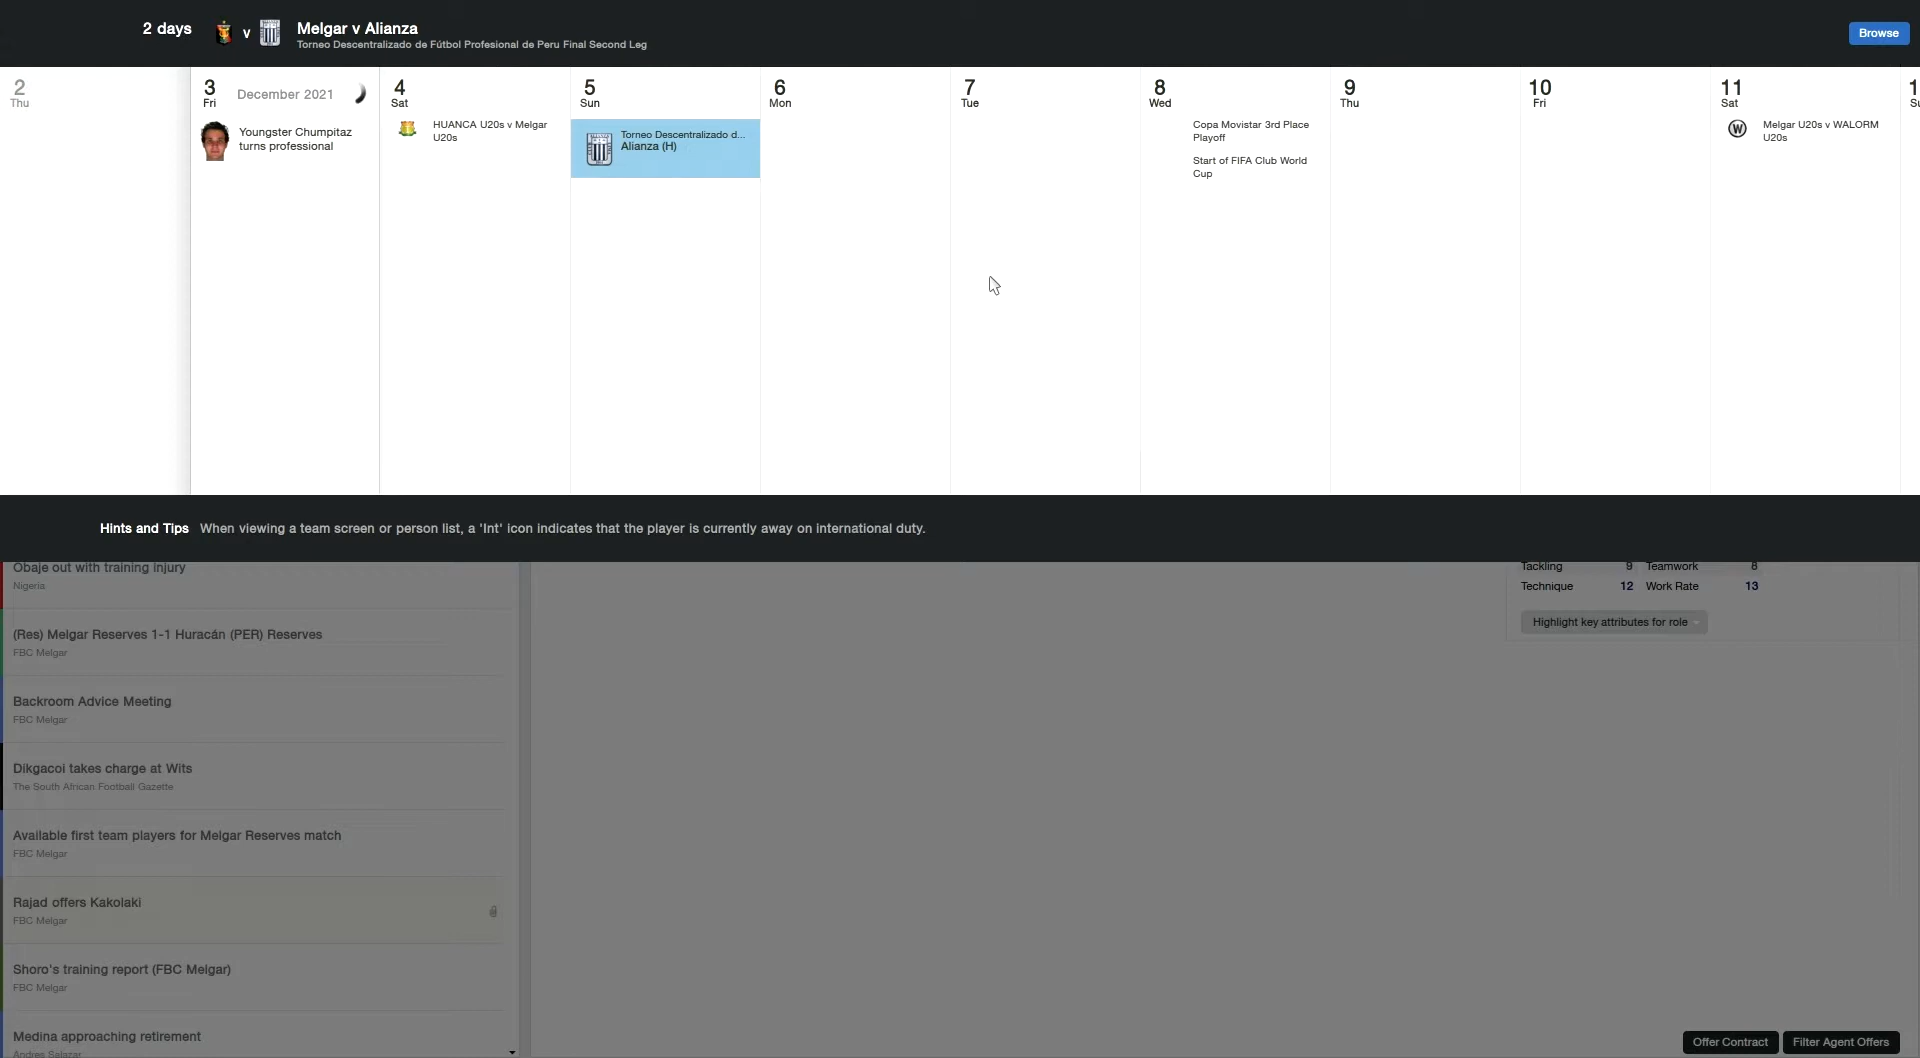 2 days
v
Melgar v Alianza
Torneo Descentralizado de Fútbol Profesional de Peru Final Second Leg
Browse
2
Thu
3
Fri
December 2021
Youngster Chumpitaz
turns professional
4
Sat
HUANCA U20s v Melgar
U20s
5
Sun
Torneo Descentralizado d...
Alianza (H)
6
Mon
7
Tue
8
Wed
Copa Movistar 3rd Place
Playoff
Start of FIFA Club World
Cup
9
Thu
10
Fri
11
Sat
W
Melgar U20s v WALORM
U20s
Hints and Tips When viewing a team screen or person list, a 'Int' icon indicates that the player is currently away on international duty.
Obaje out with training injury
Nigeria
(Res) Melgar Reserves 1-1 Huracán (PER) Reserves
FBC Melgar
Backroom Advice Meeting
FBC Melgar
Dikgacoi takes charge at Wits
The South African Football Gazette
Available first team players for Melgar Reserves match
FBC Melgar
Rajad offers Kakolaki
FBC Melgar
Shoro's training report (FBC Melgar)
FBC Melgar
Medina approaching retirement
Andres Salazar
Tackling 9 Teamwork 8
Technique 12 Work Rate 13
Highlight key attributes for role
Offer Contract
Filter Agent Offers